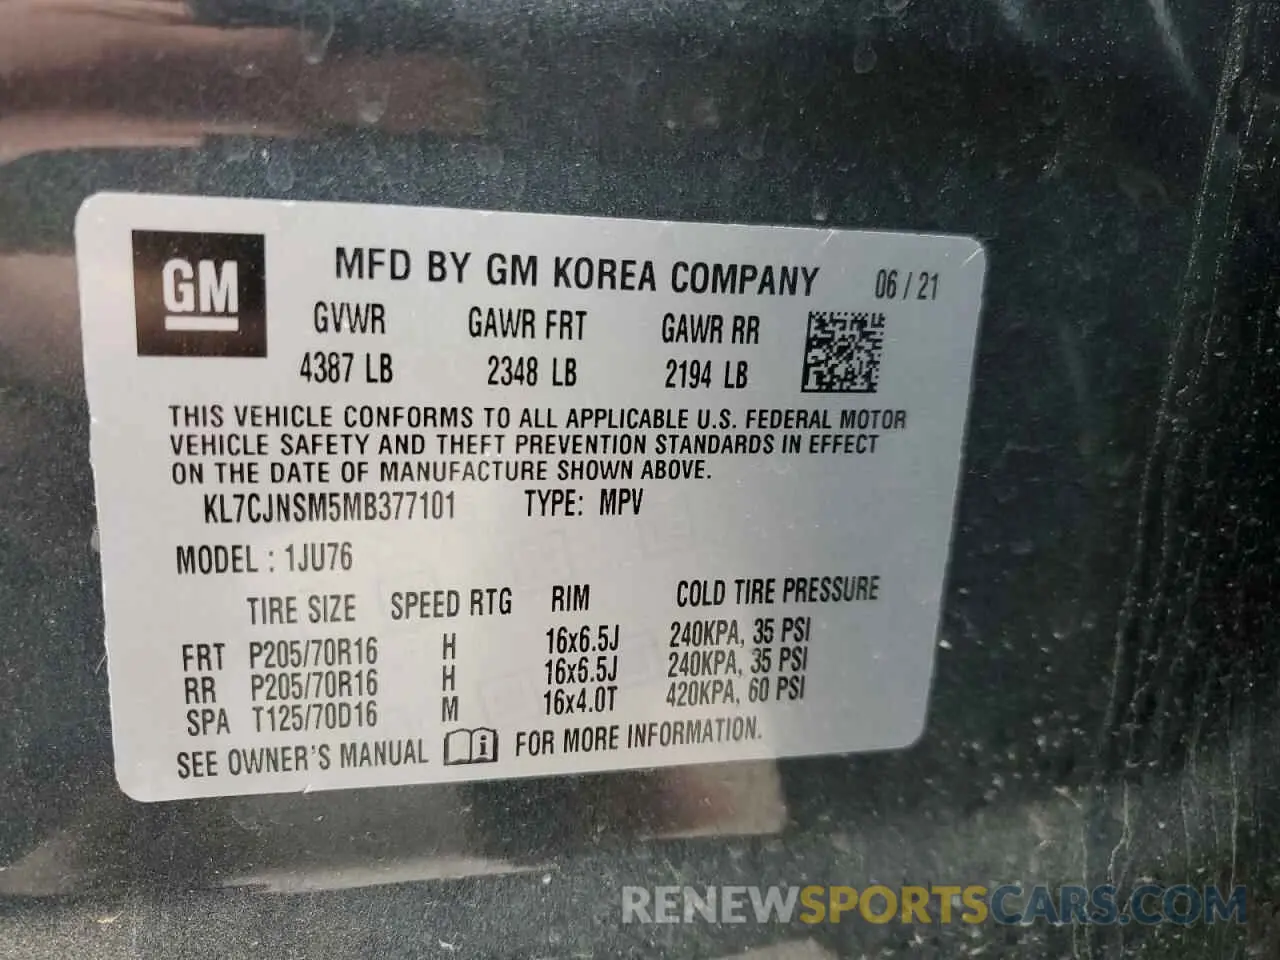 GM
MFD BY GM KOREA COMPANY 06 / 21
GVWR GAWR FRT GAWR RR
4387 LB 2348 LB 2194 LB
THIS VEHICLE CONFORMS TO ALL APPLICABLE U.S. FEDERAL MOTOR
VEHICLE SAFETY AND THEFT PREVENTION STANDARDS IN EFFECT
ON THE DATE OF MANUFACTURE SHOWN ABOVE.
KL7CJNSM5MB377101 TYPE: MPV
MODEL : 1JU76
TIRE SIZE SPEED RTG RIM COLD TIRE PRESSURE
FRT P205/70R16 H 16x6.5J 240KPA, 35 PSI
RR P205/70R16 H 16x6.5J 240KPA, 35 PSI
SPA T125/70D16 M 16x4.0T 420KPA, 60 PSI
SEE OWNER'S MANUAL i FOR MORE INFORMATION.
RENEWSPORTSCARS.COM